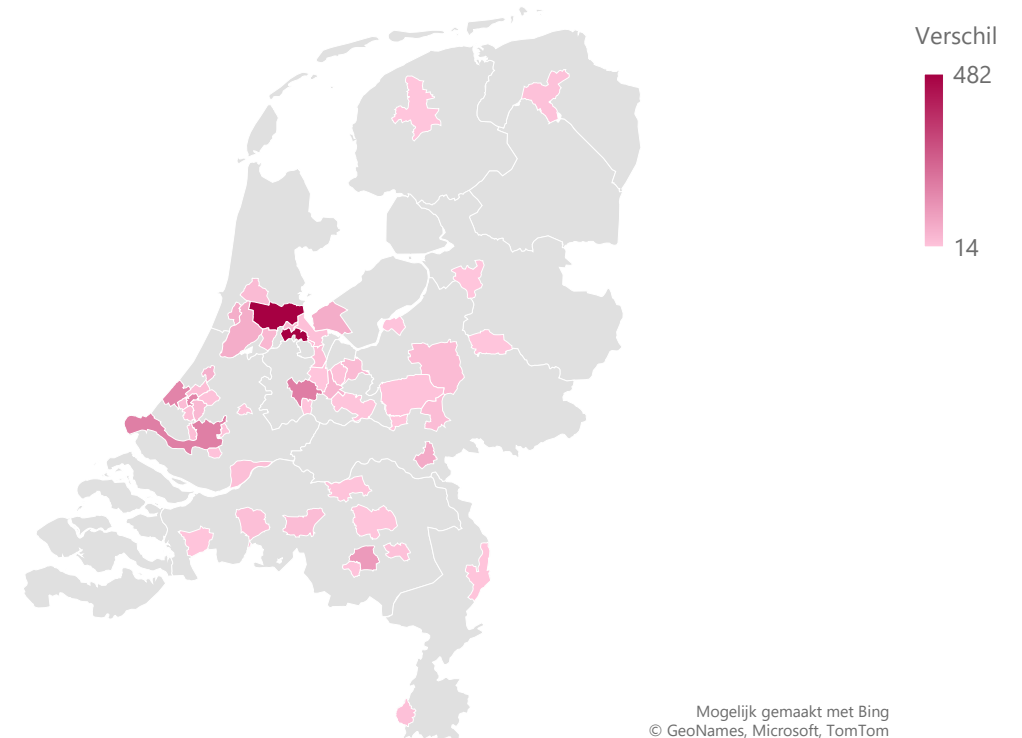 Verschil
482
14
Mogelijk gemaakt met Bing
© GeoNames, Microsoft, TomTom